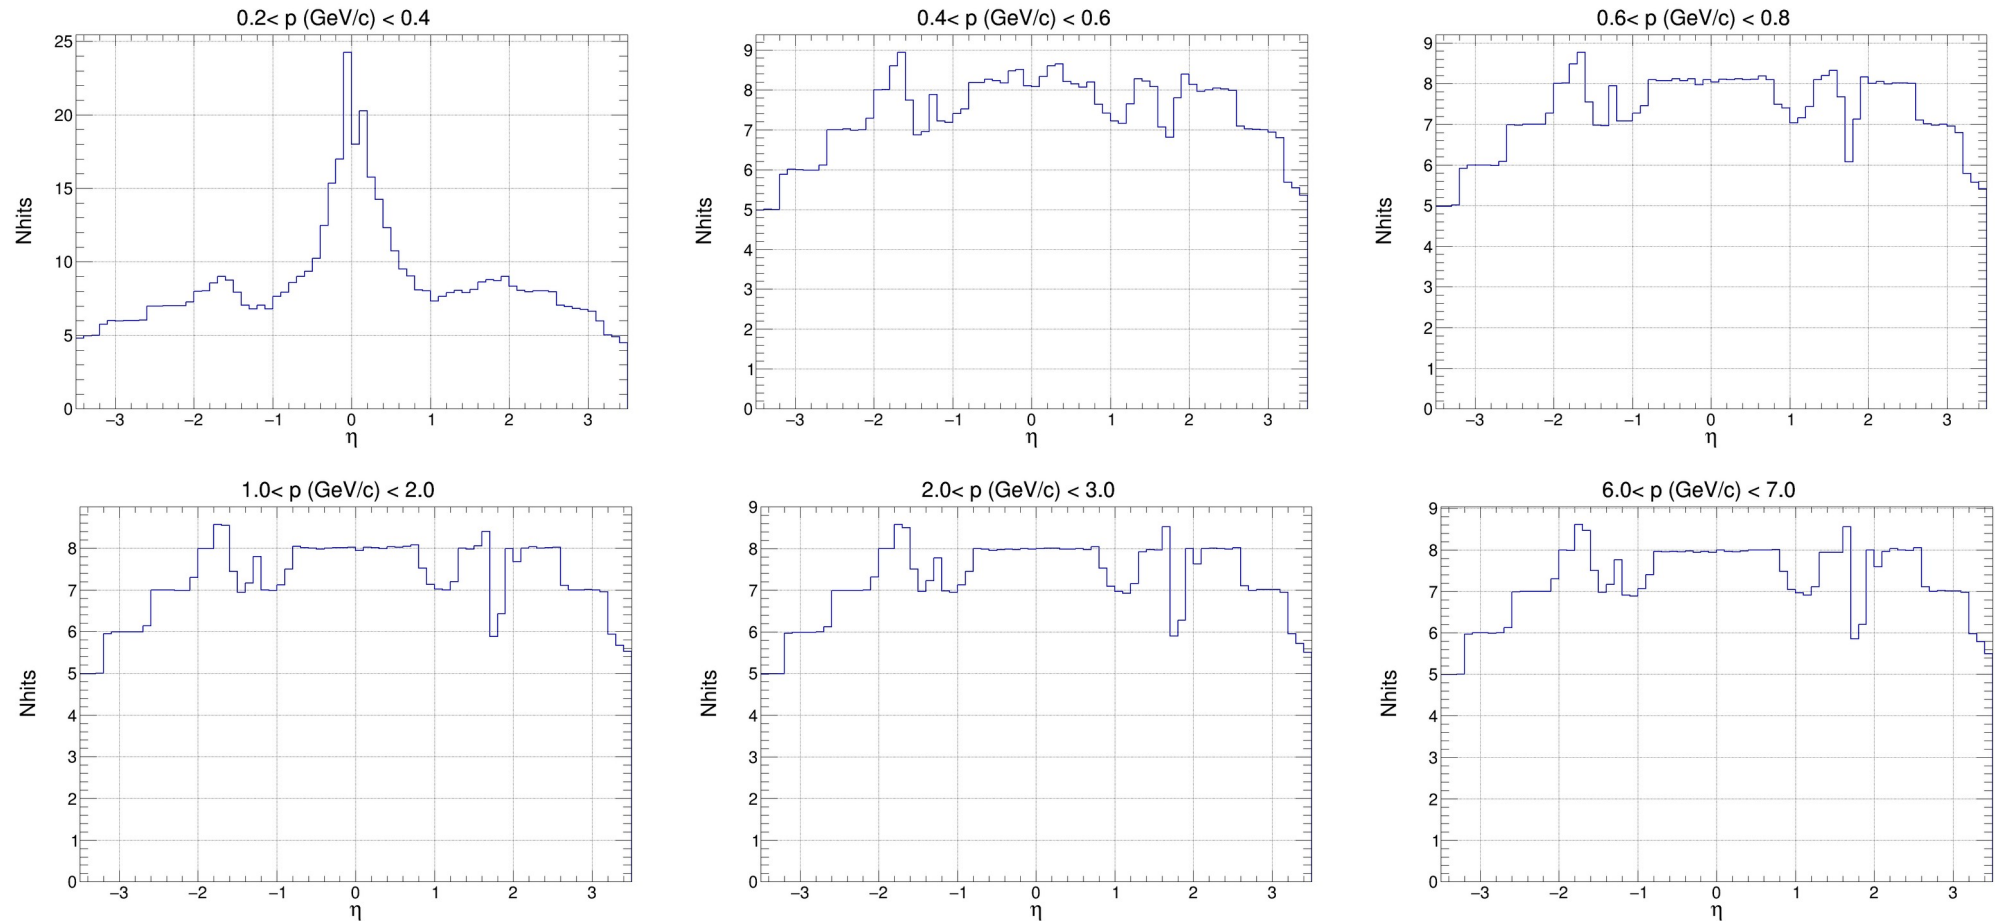 0.2< p (GeV/c) < 0.4
25
20
15
10
5
0
Nhits
−3 −2 −1 0 1 2 3
η
0.4< p (GeV/c) < 0.6
9
8
7
6
5
4
3
2
1
0
Nhits
−3 −2 −1 0 1 2 3
η
0.6< p (GeV/c) < 0.8
9
8
7
6
5
4
3
2
1
0
Nhits
−3 −2 −1 0 1 2 3
η
1.0< p (GeV/c) < 2.0
8
7
6
5
4
3
2
1
0
Nhits
−3 −2 −1 0 1 2 3
η
2.0< p (GeV/c) < 3.0
9
8
7
6
5
4
3
2
1
0
Nhits
−3 −2 −1 0 1 2 3
η
6.0< p (GeV/c) < 7.0
9
8
7
6
5
4
3
2
1
0
Nhits
−3 −2 −1 0 1 2 3
η